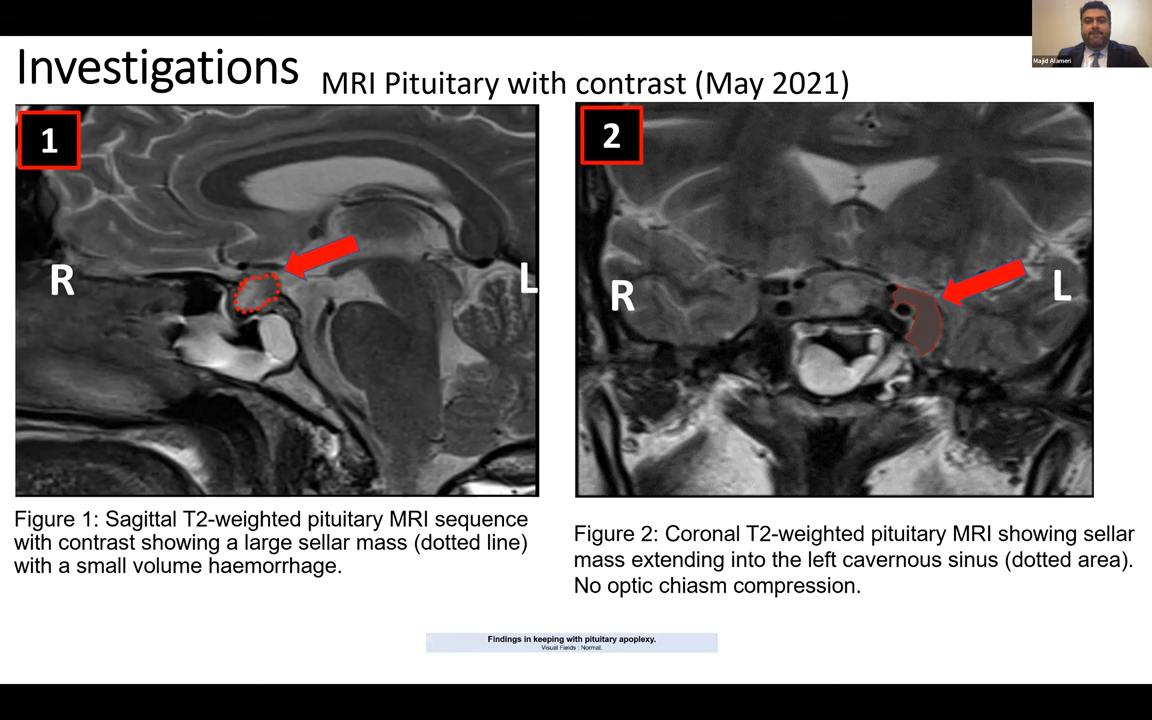 Investigations
MRI Pituitary with contrast (May 2021)
Majid Alameri
1
2
R
L
R
L
Figure 1: Sagittal T2-weighted pituitary MRI sequence
with contrast showing a large sellar mass (dotted line)
with a small volume haemorrhage.
Figure 2: Coronal T2-weighted pituitary MRI showing sellar
mass extending into the left cavernous sinus (dotted area).
No optic chiasm compression.
Findings in keeping with pituitary apoplexy.
Visual Fields : Normal.